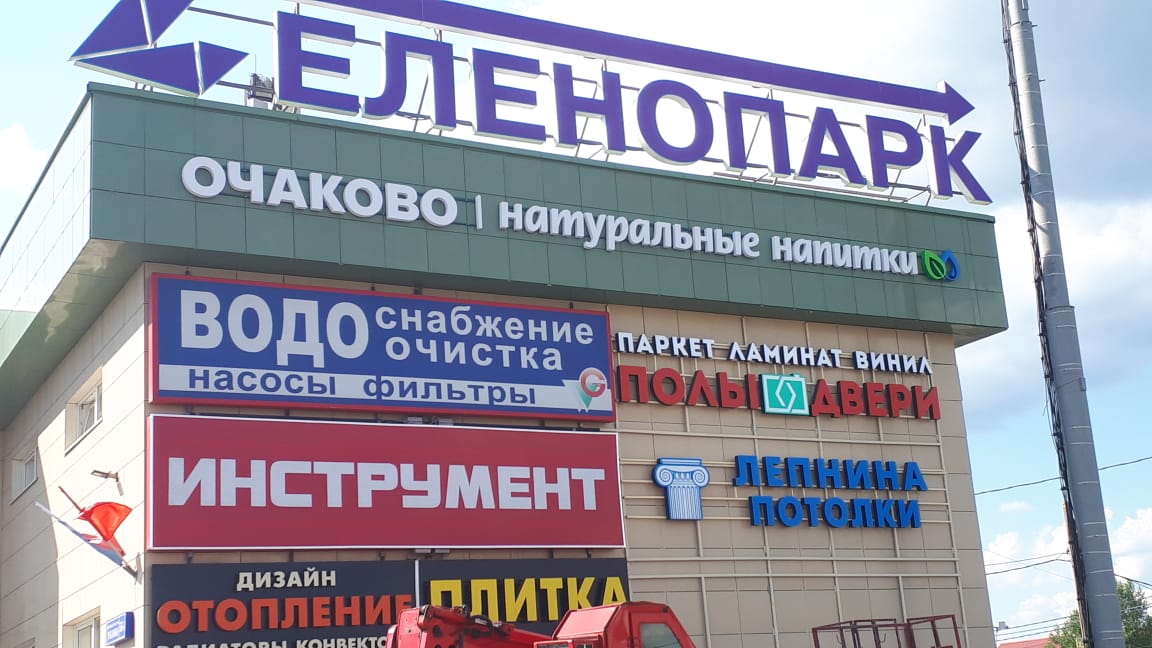 ЕЛЕНОПАРК
ОЧАКОВО | натуральные напитки
ВОДО снабжение
очистка
насосы фильтры
ПАРКЕТ ЛАМИНАТ ВИНИЛ
ПОЛЫ ДВЕРИ
ИНСТРУМЕНТ
ЛЕПНИНА
ПОТОЛКИ
ДИЗАЙН
ОТОПЛЕНИЕ
РАДИАТОРЫ
ПЛИТКА